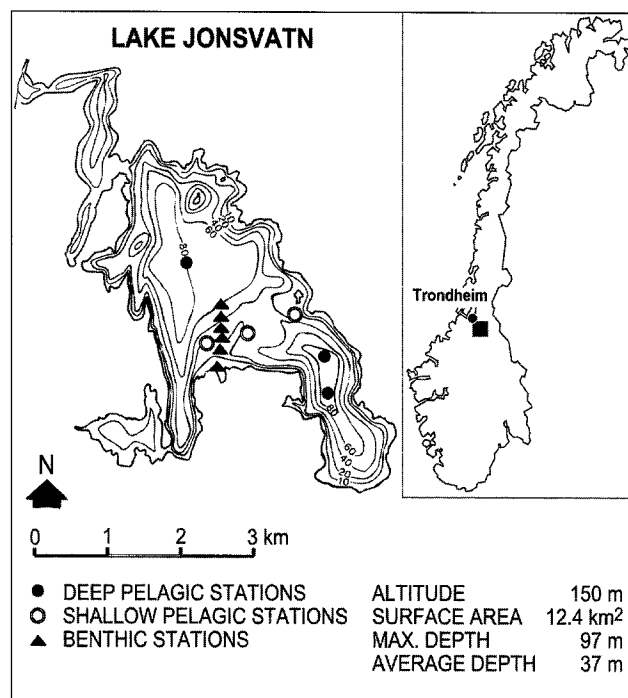 LAKE JONSVATN
80
60
40
20
10
Trondheim
N
0 1 2 3 km
DEEP PELAGIC STATIONS
SHALLOW PELAGIC STATIONS
BENTHIC STATIONS
ALTITUDE 150 m
SURFACE AREA 12.4 km²
MAX. DEPTH 97 m
AVERAGE DEPTH 37 m